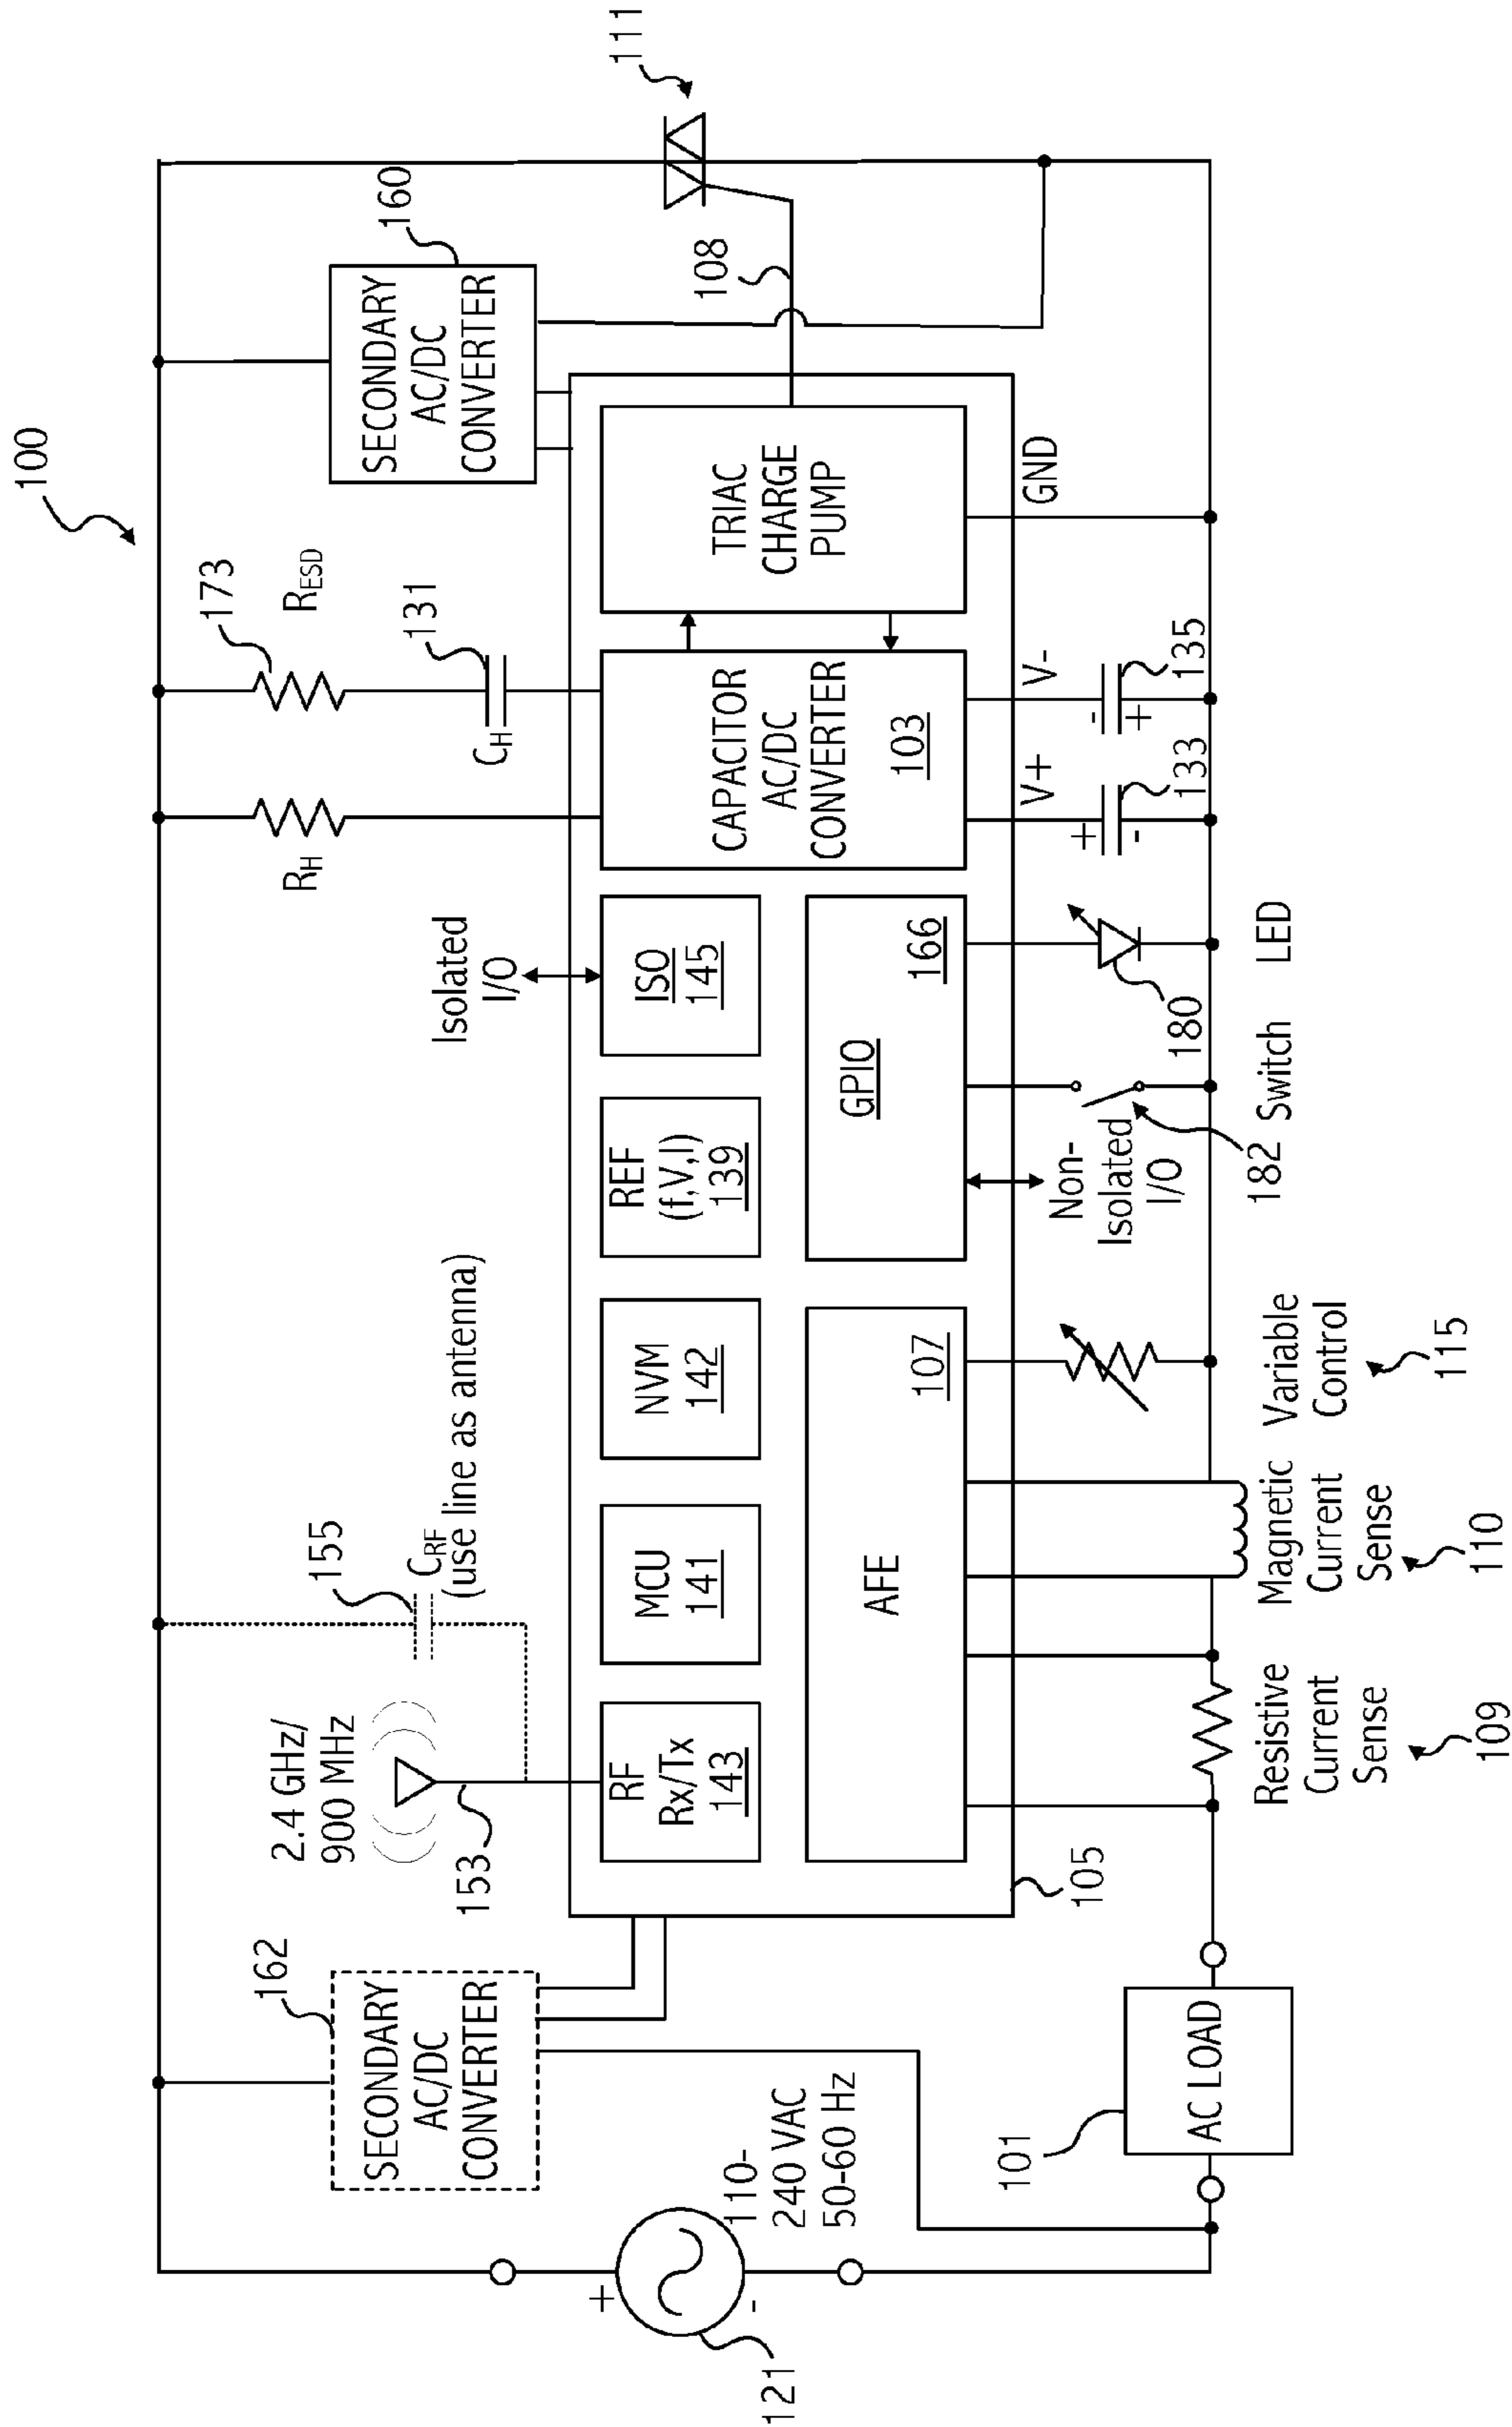 100
162
SECONDARY
AC/DC
CONVERTER
2.4 GHz/
900 MHz
153
155
C_RF
(use line as antenna)
Isolated
I/O
R_H
173
R_ESD
131
C_H
160
SECONDARY
AC/DC
CONVERTER
111
108
+
-
121
110-
240 VAC
50-60 Hz
RF
Rx/Tx
143
MCU
141
NVM
142
REF
(f,V,I)
139
ISO
145
CAPACITOR
AC/DC
CONVERTER
103
TRIAC
CHARGE
PUMP
AFE
107
GPIO
166
105
Non-
Isolated
I/O
182
180
V+
+
-
133
V-
-
+
135
GND
101
AC LOAD
Resistive
Current
Sense
109
Magnetic
Current
Sense
110
Variable
Control
115
Switch
LED